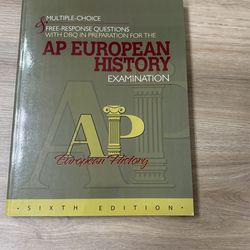 MULTIPLE-CHOICE
&
FREE-RESPONSE QUESTIONS
WITH DBQ IN PREPARATION FOR THE
AP EUROPEAN
HISTORY
EXAMINATION
AP
European History
• SIXTH EDITION •